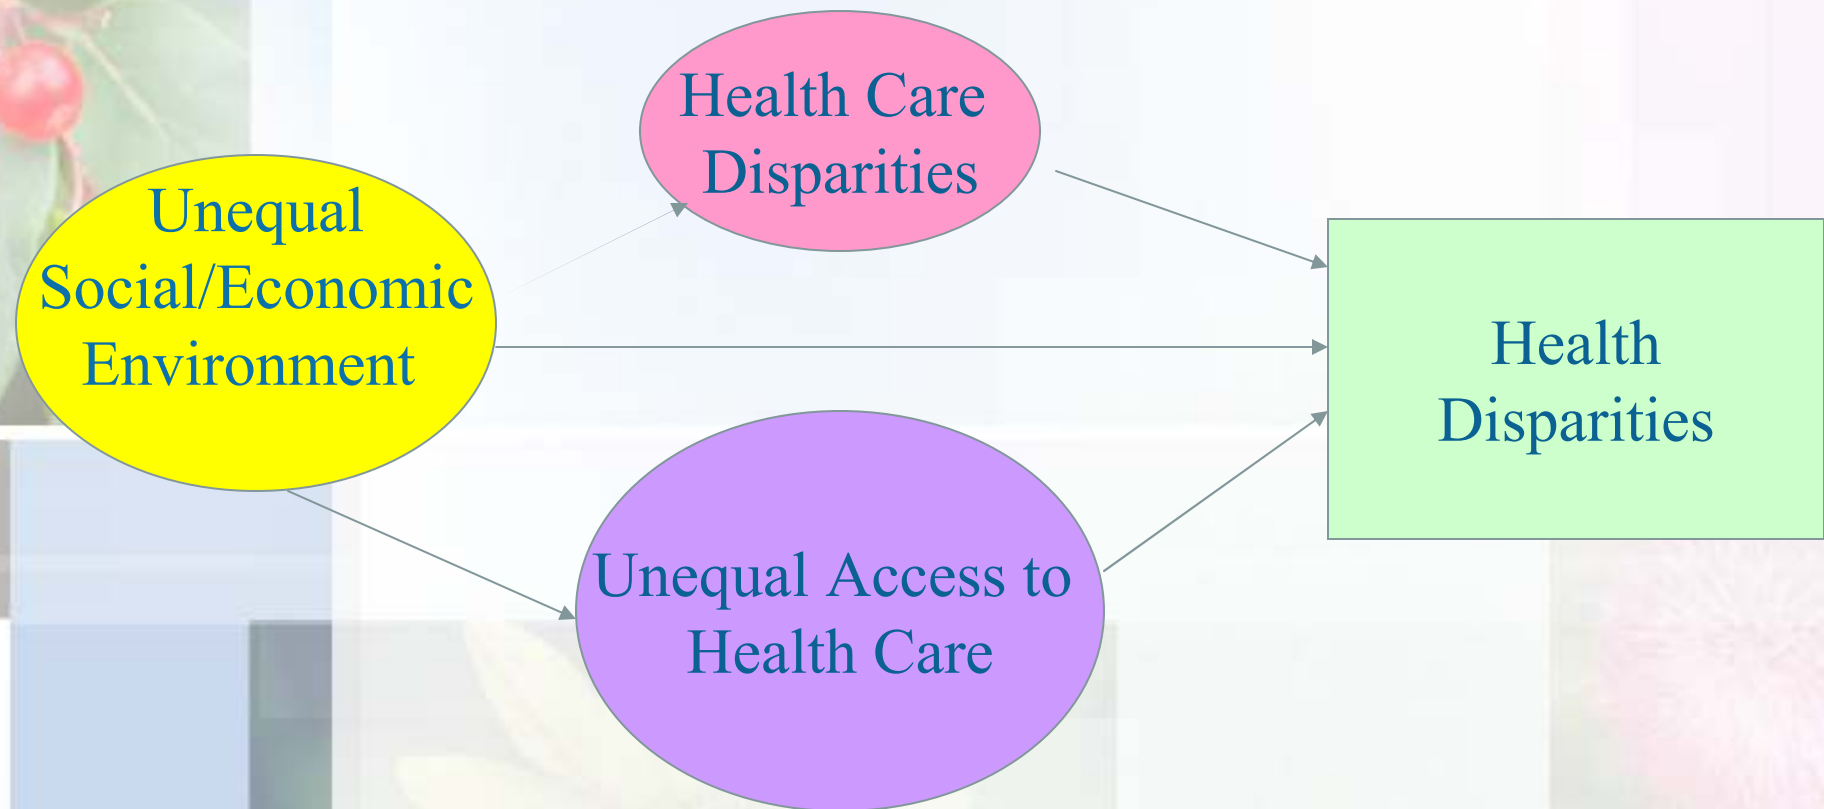 Health Care
Disparities
Unequal
Social/Economic
Environment
Health
Disparities
Unequal Access to
Health Care